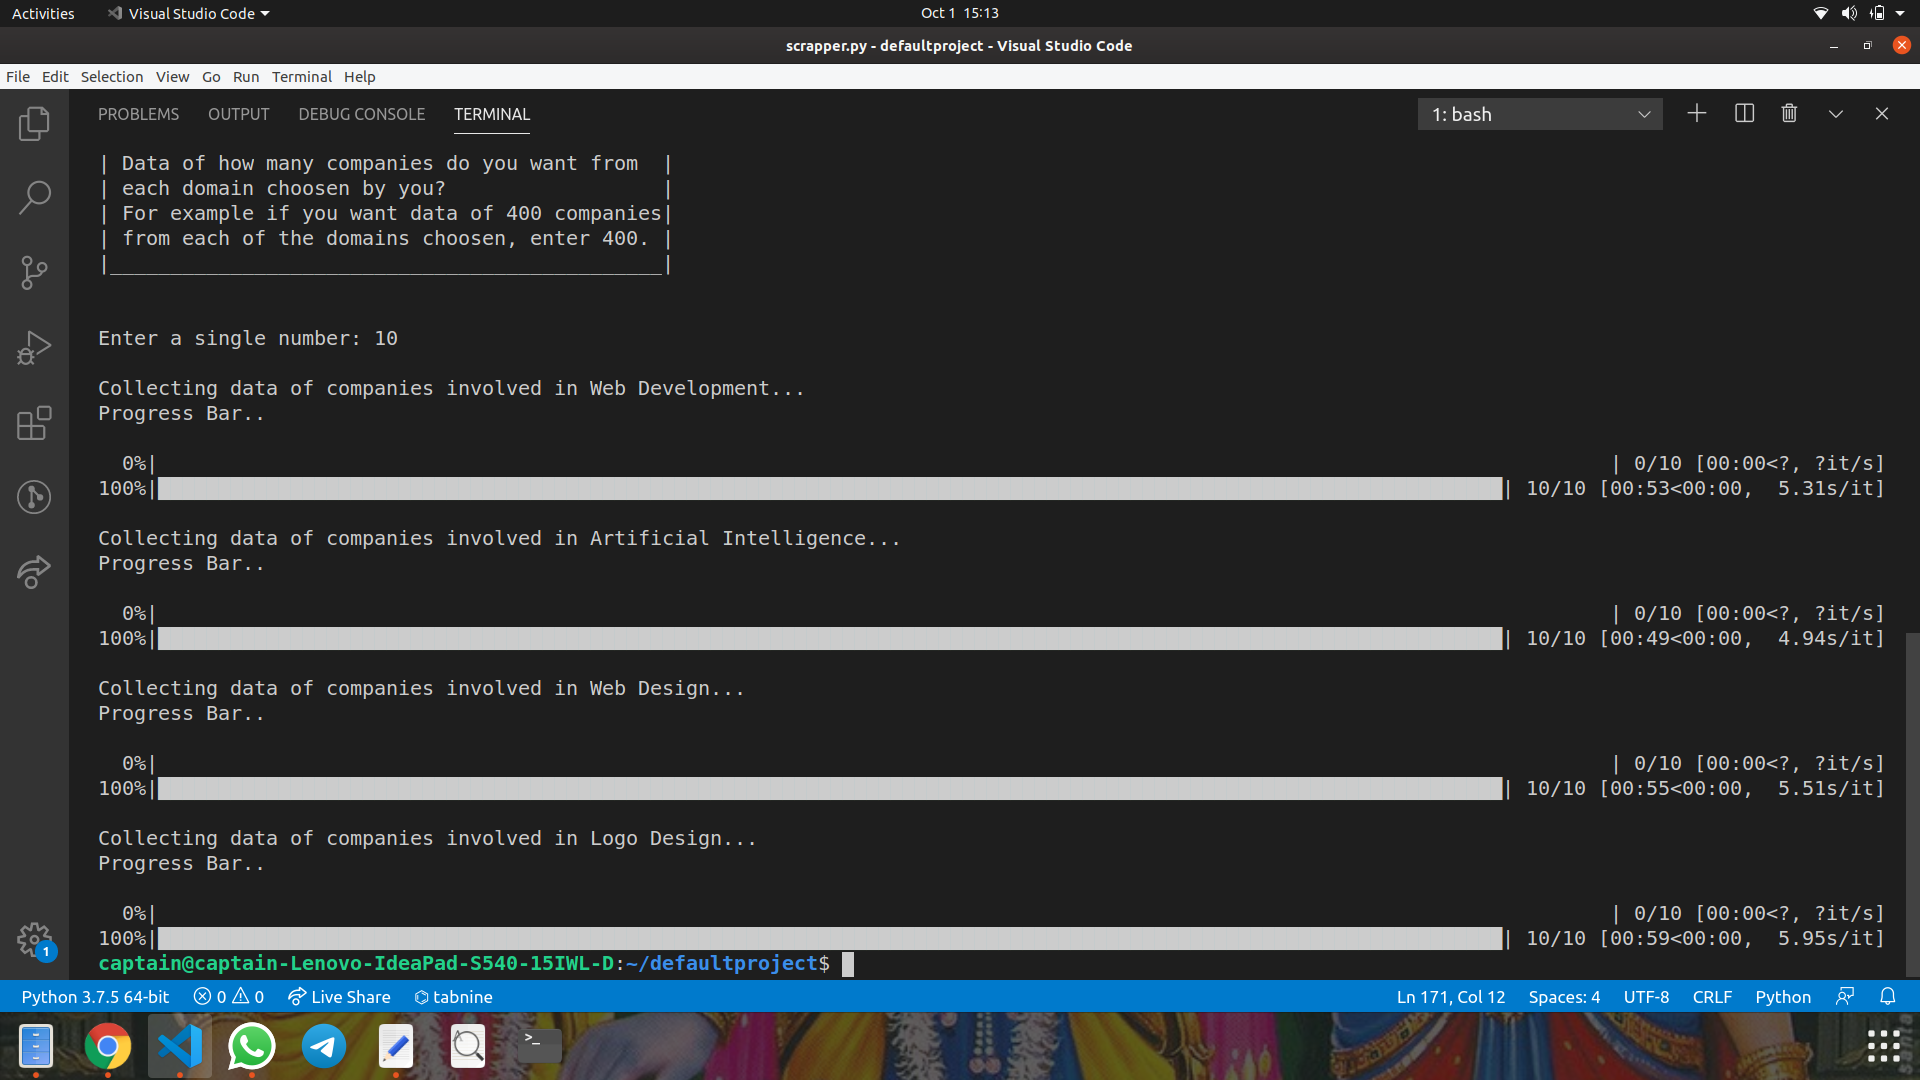 Activities Visual Studio Code Oct 1 15:13
scrapper.py - defaultproject - Visual Studio Code
File Edit Selection View Go Run Terminal Help
PROBLEMS OUTPUT DEBUG CONSOLE TERMINAL 1: bash
| Data of how many companies do you want from |
| each domain choosen by you? |
| For example if you want data of 400 companies|
| from each of the domains choosen, enter 400. |
|______________________________________________|
Enter a single number: 10
Collecting data of companies involved in Web Development...
Progress Bar..
0%| | 0/10 [00:00<?, ?it/s]
100%|██████████| 10/10 [00:53<00:00, 5.31s/it]
Collecting data of companies involved in Artificial Intelligence...
Progress Bar..
0%| | 0/10 [00:00<?, ?it/s]
100%|██████████| 10/10 [00:49<00:00, 4.94s/it]
Collecting data of companies involved in Web Design...
Progress Bar..
0%| | 0/10 [00:00<?, ?it/s]
100%|██████████| 10/10 [00:55<00:00, 5.51s/it]
Collecting data of companies involved in Logo Design...
Progress Bar..
0%| | 0/10 [00:00<?, ?it/s]
100%|██████████| 10/10 [00:59<00:00, 5.95s/it]
captain@captain-Lenovo-IdeaPad-S540-15IWL-D:~/defaultproject$
1
Python 3.7.5 64-bit 0 0 Live Share tabnine Ln 171, Col 12 Spaces: 4 UTF-8 CRLF Python
>_